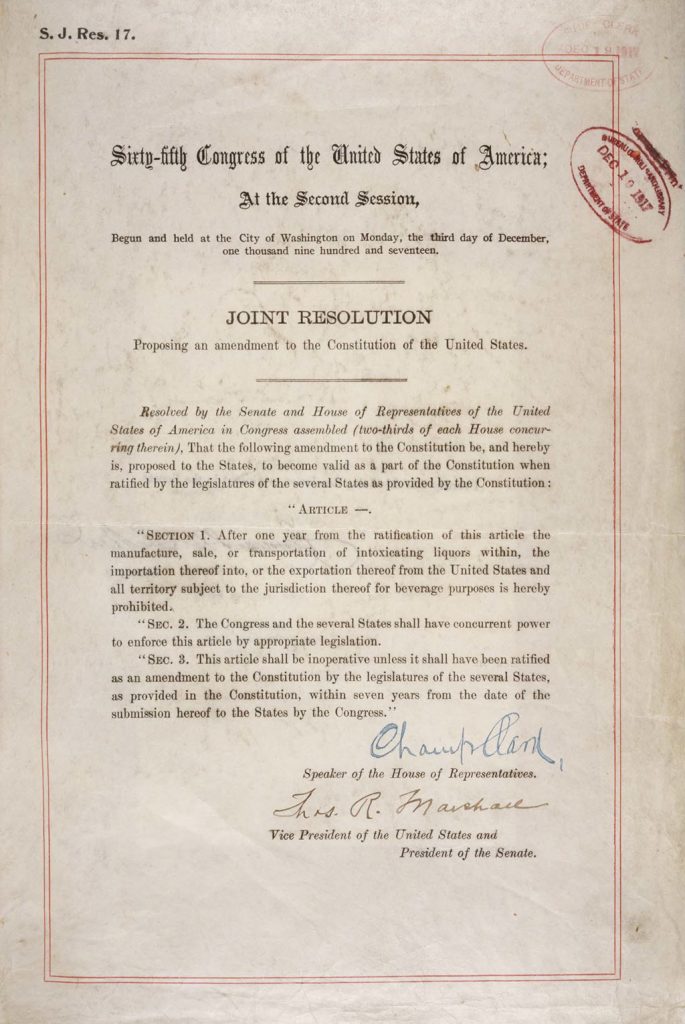 S. J. Res. 17.
DEC 19 1917
DEPARTMENT OF STATE
DEC 19 1917
DEPARTMENT OF STATE
Sixty-fifth Congress of the United States of America;
At the Second Session,
Begun and held at the City of Washington on Monday, the third day of December,
one thousand nine hundred and seventeen.
JOINT RESOLUTION
Proposing an amendment to the Constitution of the United States.
Resolved by the Senate and House of Representatives of the United
States of America in Congress assembled (two-thirds of each House concur-
ring therein), That the following amendment to the Constitution be, and hereby
is, proposed to the States, to become valid as a part of the Constitution when
ratified by the legislatures of the several States as provided by the Constitution:
"ARTICLE —.
"SECTION 1. After one year from the ratification of this article the
manufacture, sale, or transportation of intoxicating liquors within, the
importation thereof into, or the exportation thereof from the United States and
all territory subject to the jurisdiction thereof for beverage purposes is hereby
prohibited.
"SEC. 2. The Congress and the several States shall have concurrent power
to enforce this article by appropriate legislation.
"SEC. 3. This article shall be inoperative unless it shall have been ratified
as an amendment to the Constitution by the legislatures of the several States,
as provided in the Constitution, within seven years from the date of the
submission hereof to the States by the Congress."
Champ Clark,
Speaker of the House of Representatives.
Thos. R. Marshall
Vice President of the United States and
President of the Senate.